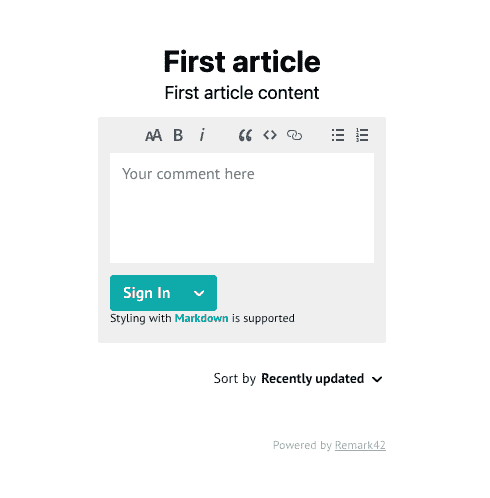 First article
First article content
AA B i
Your comment here
Sign In
Styling with Markdown is supported
Sort by Recently updated
Powered by Remark42